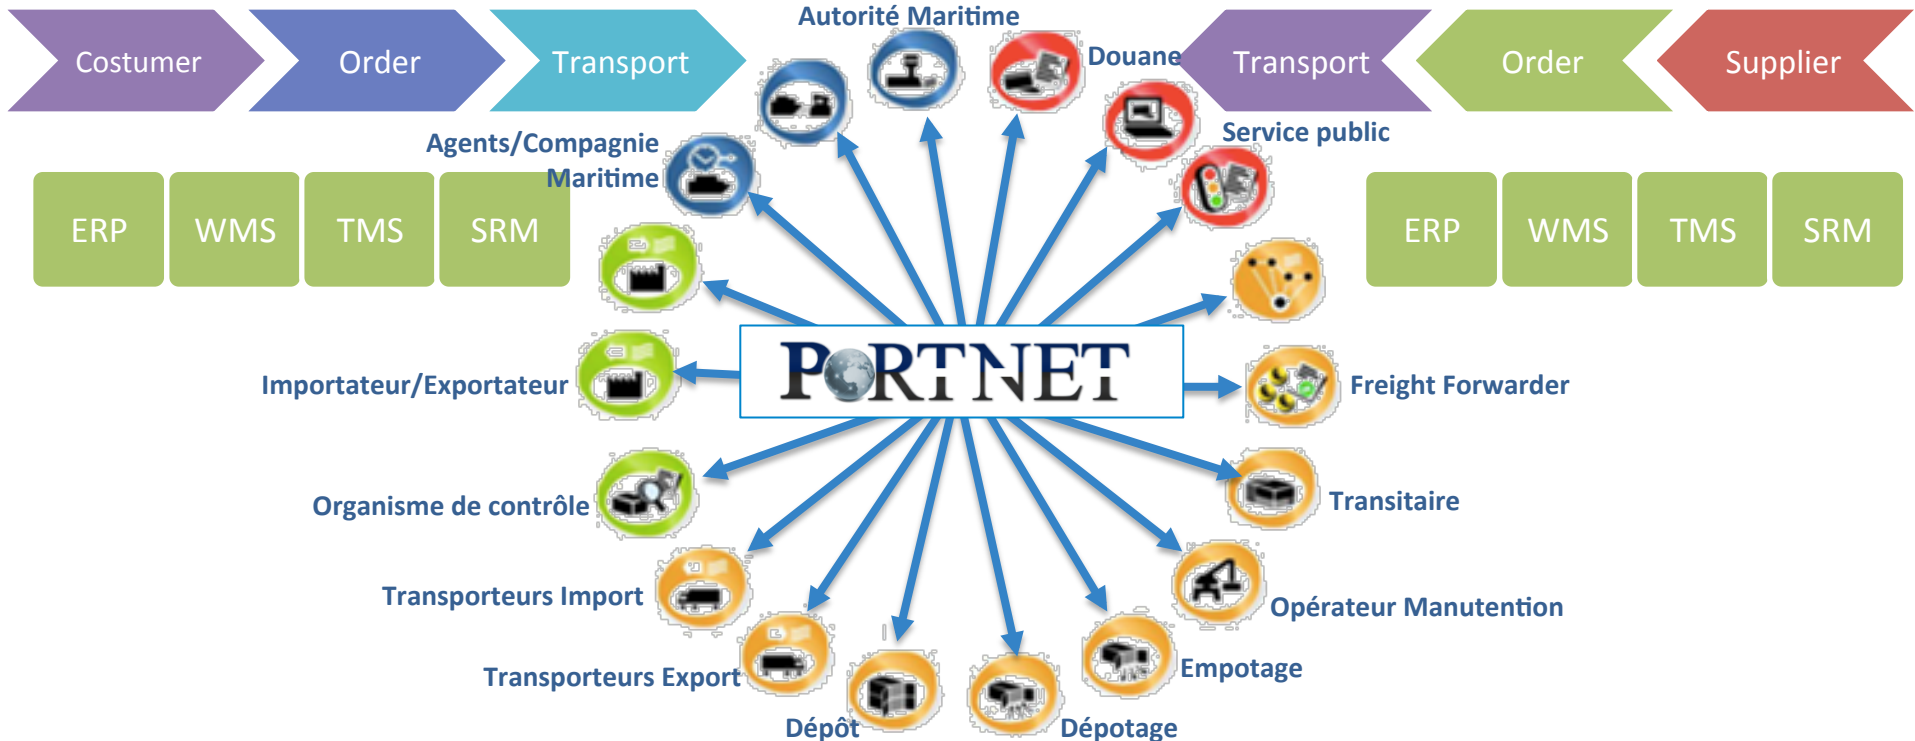 Costumer
Order
Transport
Autorité Maritime
Douane
Transport
Order
Supplier
Agents/Compagnie
Maritime
Service public
ERP
WMS
TMS
SRM
ERP
WMS
TMS
SRM
PORTNET
Importateur/Exportateur
Freight Forwarder
Organisme de contrôle
Transitaire
Transporteurs Import
Opérateur Manutention
Transporteurs Export
Empotage
Dépôt
Dépotage